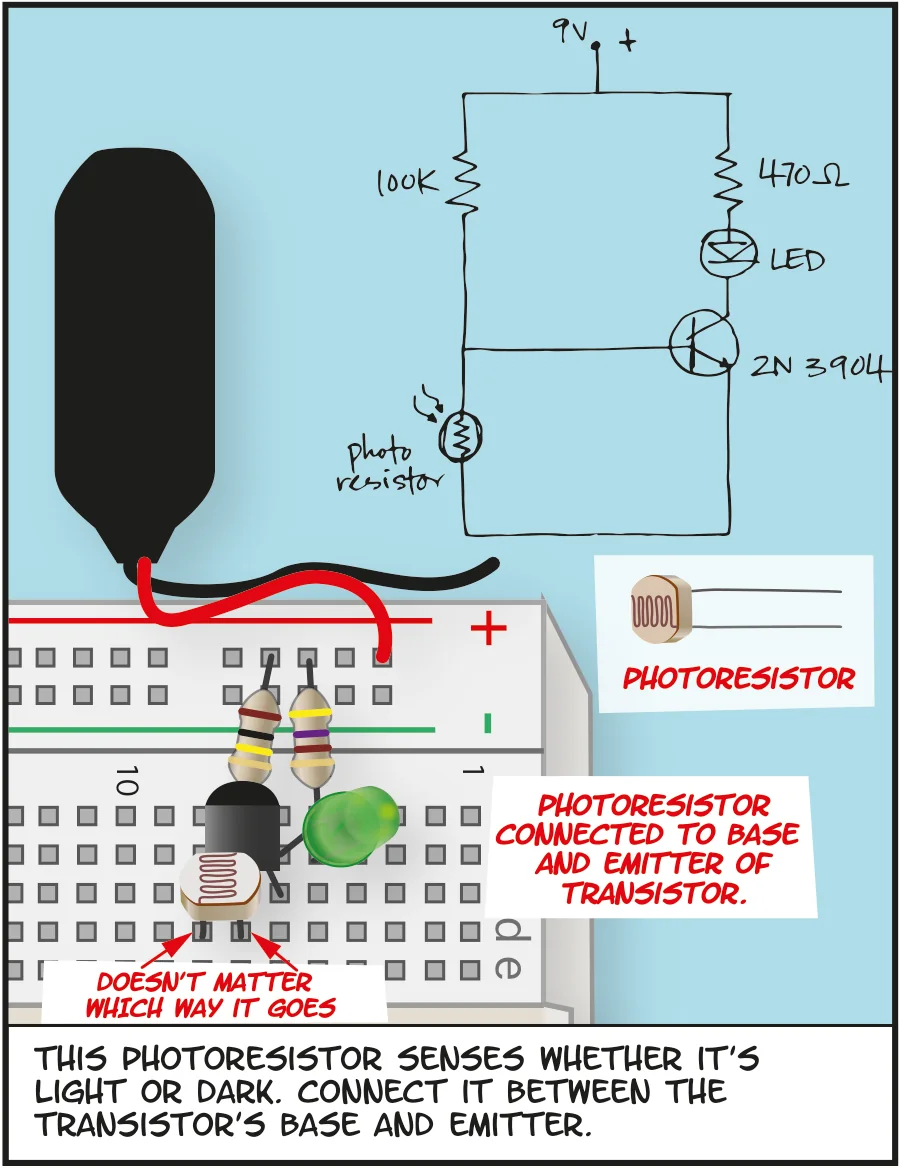 9V +
100K
470Ω
LED
2N 3904
photo
resistor
+
-
PHOTORESISTOR
10
1
PHOTORESISTOR
CONNECTED TO BASE
AND EMITTER OF
TRANSISTOR.
d
e
DOESN'T MATTER
WHICH WAY IT GOES
THIS PHOTORESISTOR SENSES WHETHER IT'S
LIGHT OR DARK. CONNECT IT BETWEEN THE
TRANSISTOR'S BASE AND EMITTER.